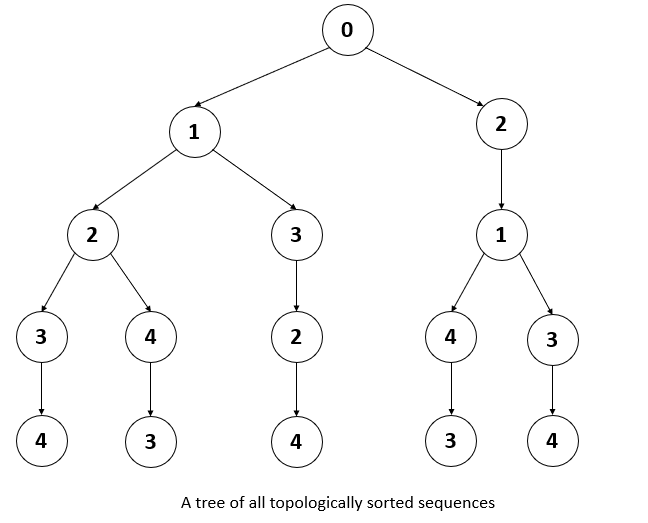 0
1 2
2 3 1
3 4 2 4 3
4 3 4 3 4
A tree of all topologically sorted sequences